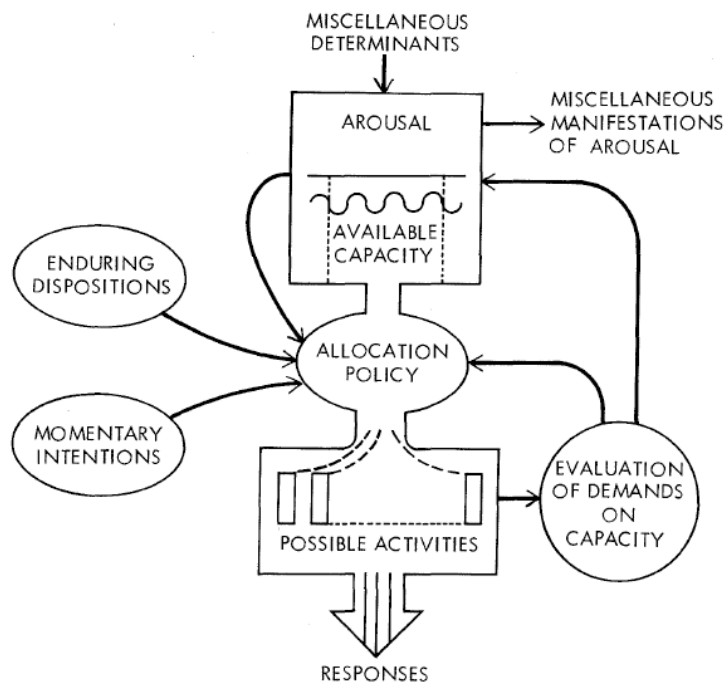 MISCELLANEOUS
DETERMINANTS
AROUSAL
MISCELLANEOUS
MANIFESTATIONS
OF AROUSAL
AVAILABLE
CAPACITY
ENDURING
DISPOSITIONS
ALLOCATION
POLICY
MOMENTARY
INTENTIONS
EVALUATION
OF DEMANDS
ON
CAPACITY
POSSIBLE ACTIVITIES
RESPONSES